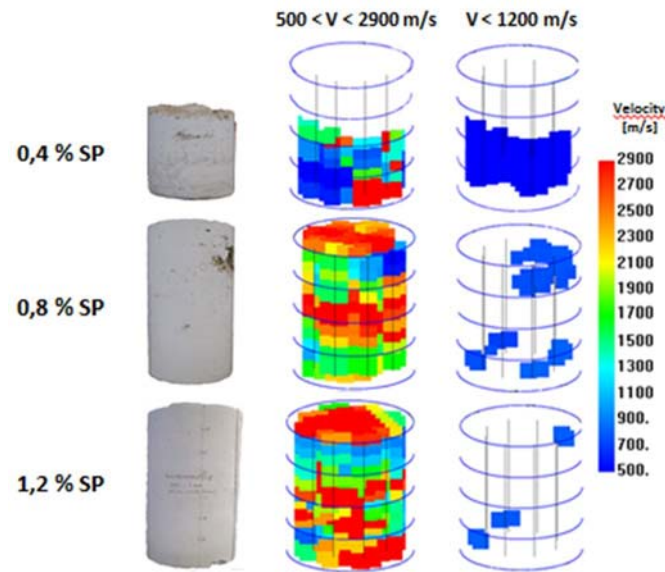 500 < V < 2900 m/s
V < 1200 m/s
Velocity
[m/s]
0,4 % SP
2900
2700
2500
2300
2100
1900
1700
1500
1300
1100
900.
700.
500.
0,8 % SP
1,2 % SP